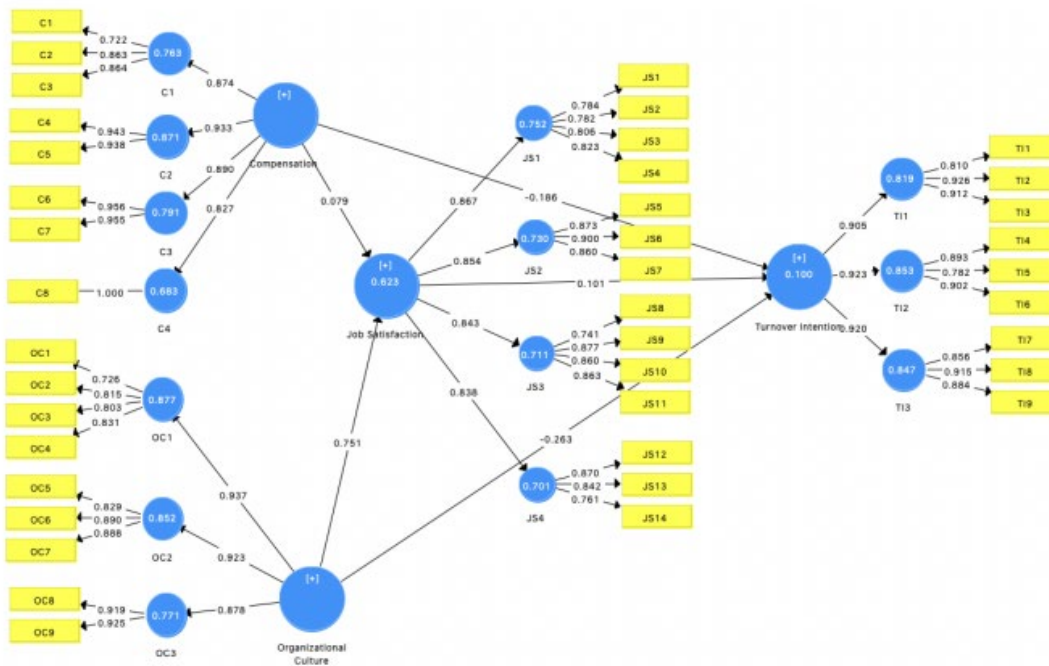 C1
C2
C3
0.722
0.863
0.864
0.763
C1
0.874
C4
C5
0.943
0.938
0.871
C2
0.933
C6
C7
0.956
0.955
0.791
C3
0.890
C8
1.000
0.683
C4
0.827
[+]
Compensation
0.079
-0.186
OC1
OC2
OC3
OC4
0.726
0.815
0.803
0.831
0.877
OC1
0.937
OC5
OC6
OC7
0.829
0.890
0.888
0.852
OC2
0.923
OC8
OC9
0.919
0.925
0.771
OC3
0.878
[+]
Organizational
Culture
0.751
-0.263
[+]
0.623
Job Satisfaction
0.101
0.867
0.752
JS1
0.784
0.782
0.806
0.823
JS1
JS2
JS3
JS4
0.854
0.730
JS2
0.873
0.900
0.860
JS5
JS6
JS7
0.843
0.711
JS3
0.741
0.877
0.860
0.863
JS8
JS9
JS10
JS11
0.838
0.701
JS4
0.870
0.842
0.761
JS12
JS13
JS14
[+]
0.100
Turnover Intention
0.905
0.819
TI1
0.810
0.926
0.912
TI1
TI2
TI3
0.923
0.853
TI2
0.893
0.782
0.902
TI4
TI5
TI6
0.920
0.847
TI3
0.856
0.915
0.884
TI7
TI8
TI9